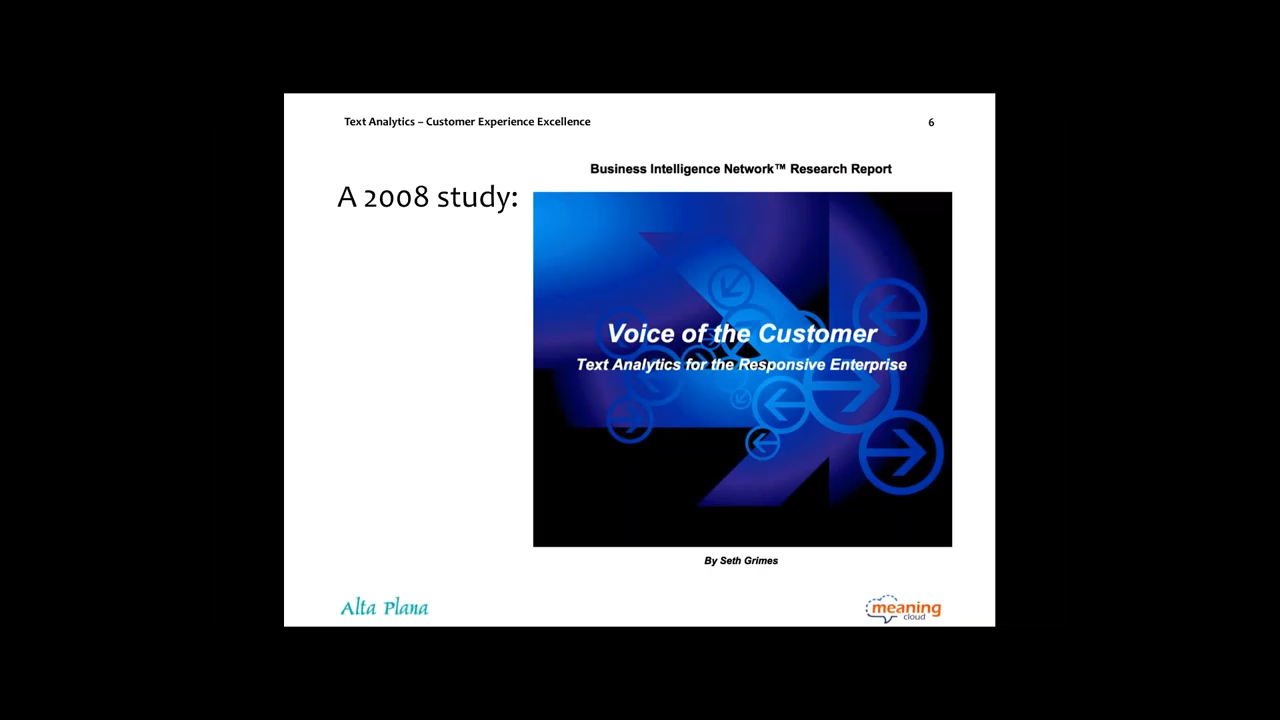 Text Analytics – Customer Experience Excellence
6
Business Intelligence Network™ Research Report
A 2008 study:
Voice of the Customer
Text Analytics for the Responsive Enterprise
By Seth Grimes
Alta Plana
meaning
cloud